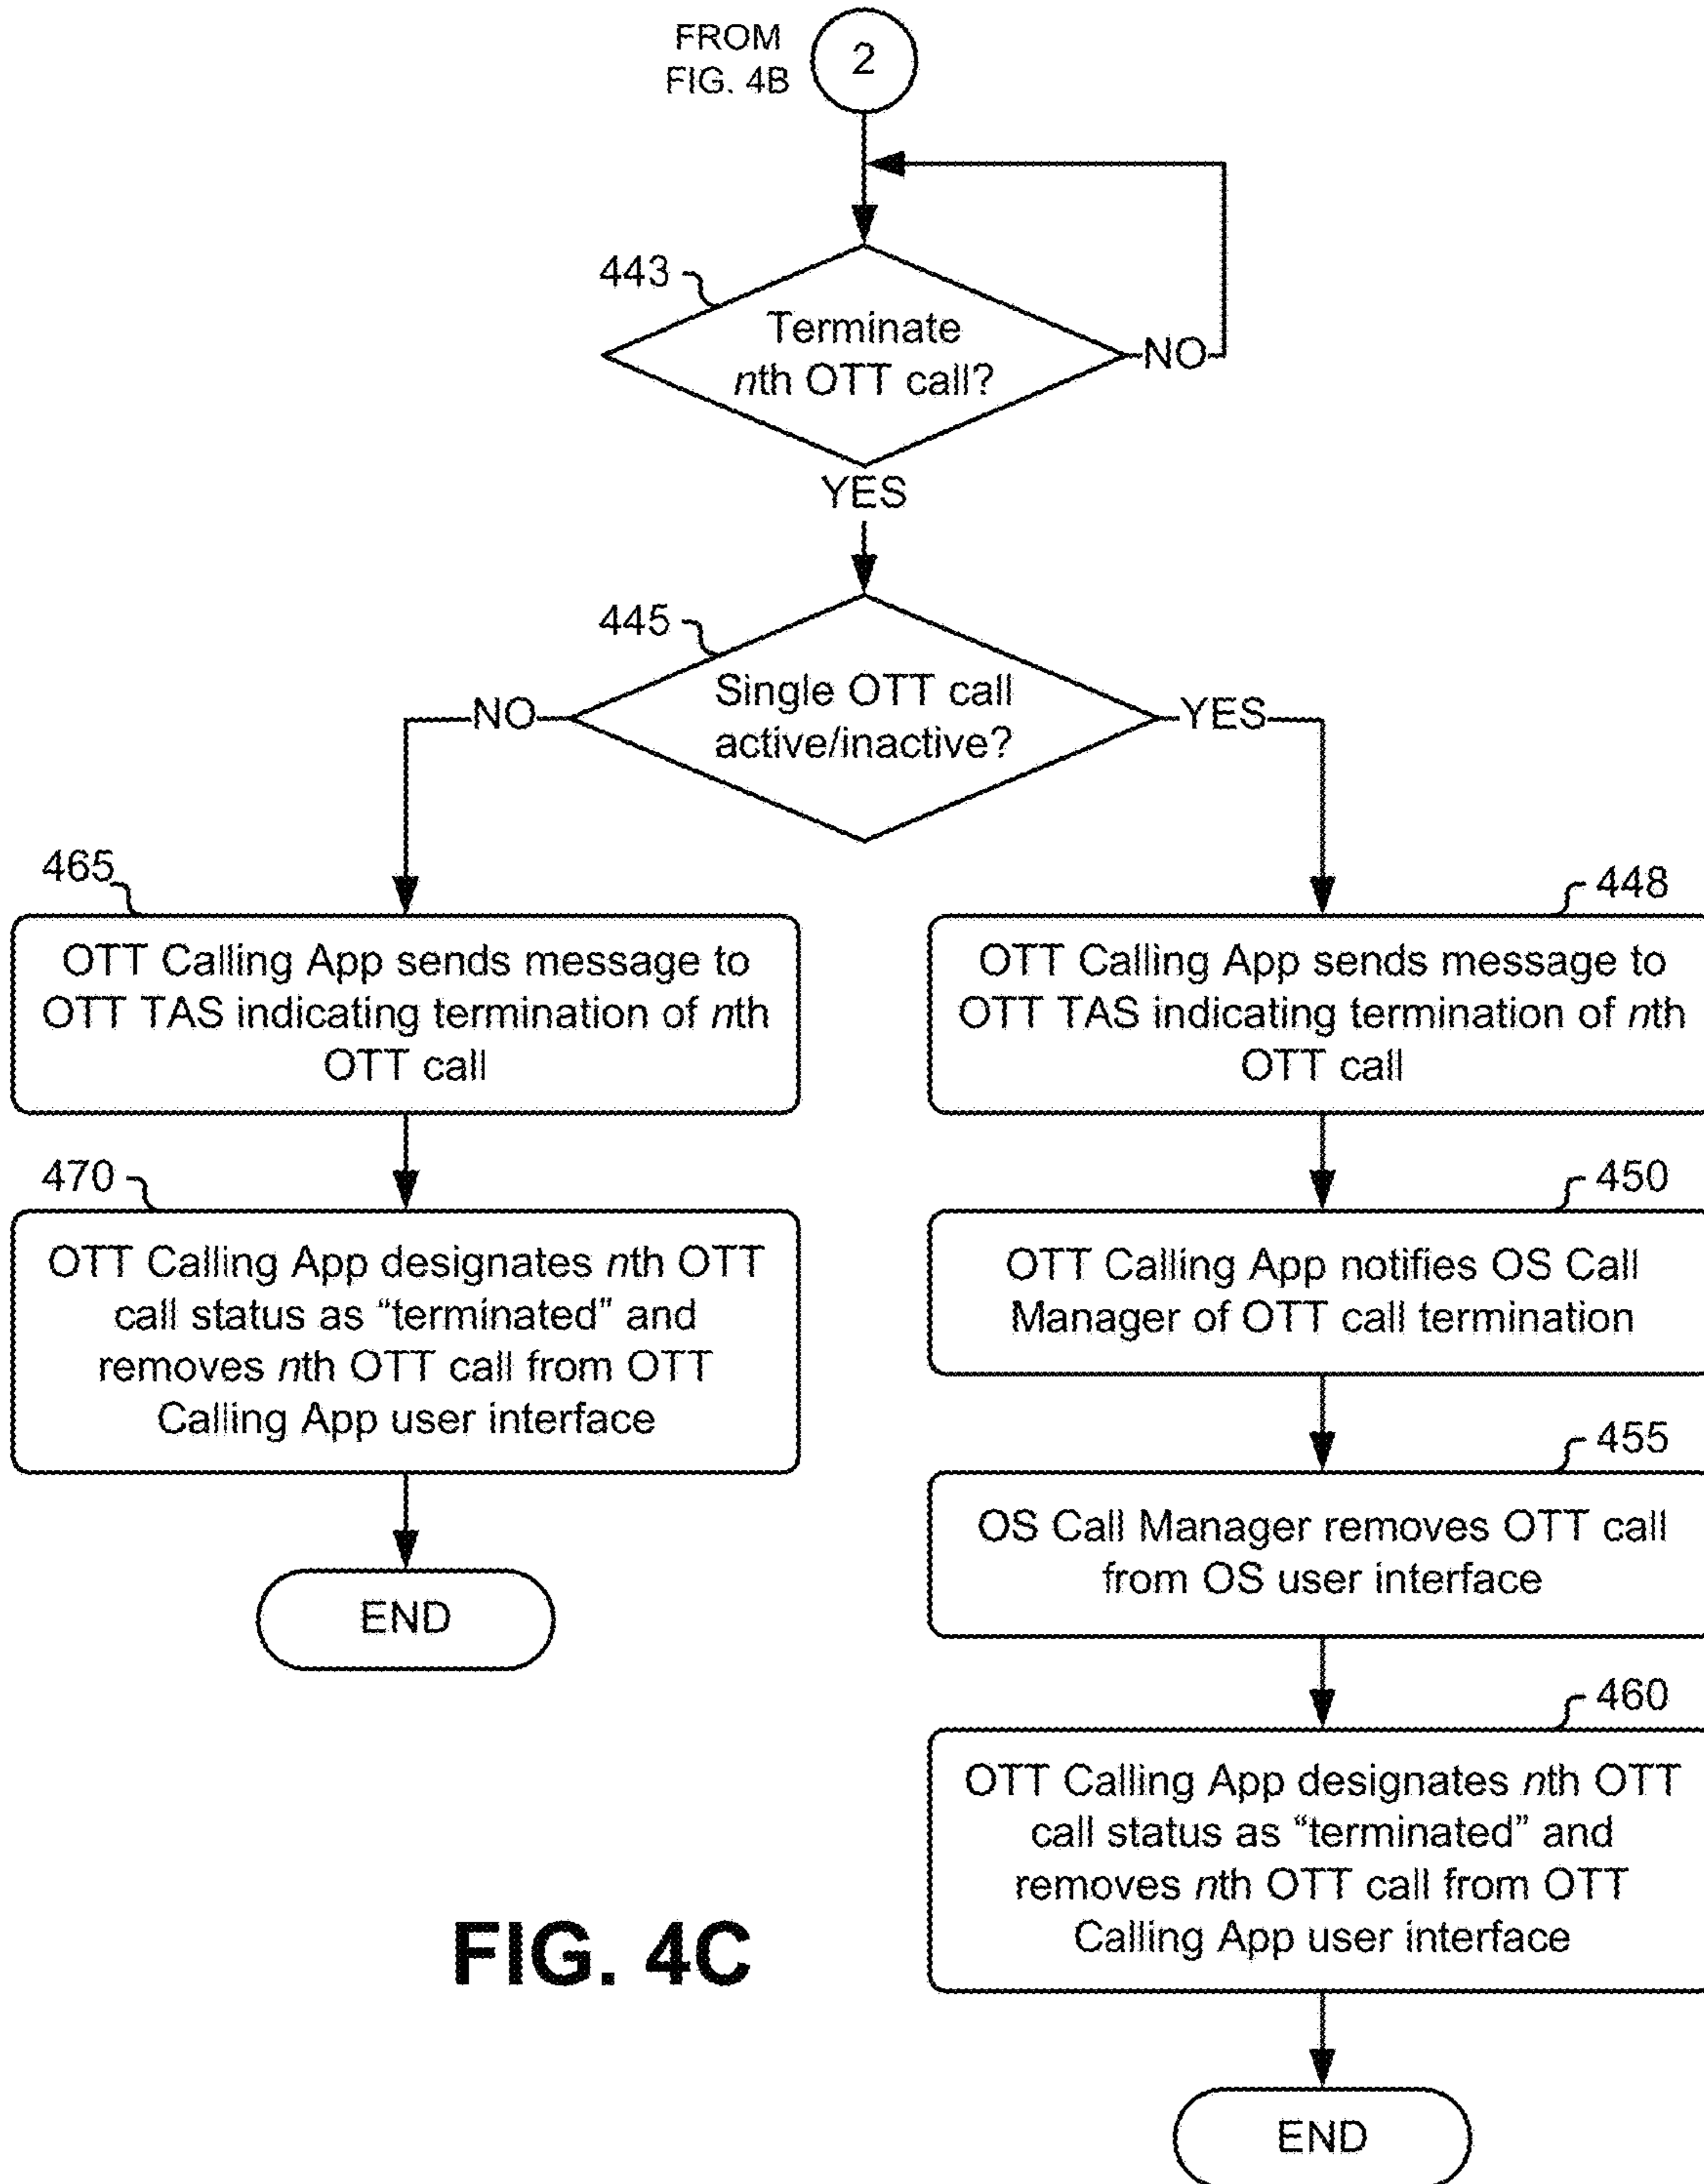 FROM
FIG. 4B
2
443
Terminate
nth OTT call?
NO
YES
445
Single OTT call
active/inactive?
NO
YES
465
OTT Calling App sends message to
OTT TAS indicating termination of nth
OTT call
470
OTT Calling App designates nth OTT
call status as “terminated” and
removes nth OTT call from OTT
Calling App user interface
END
448
OTT Calling App sends message to
OTT TAS indicating termination of nth
OTT call
450
OTT Calling App notifies OS Call
Manager of OTT call termination
455
OS Call Manager removes OTT call
from OS user interface
460
OTT Calling App designates nth OTT
call status as “terminated” and
removes nth OTT call from OTT
Calling App user interface
END
FIG. 4C